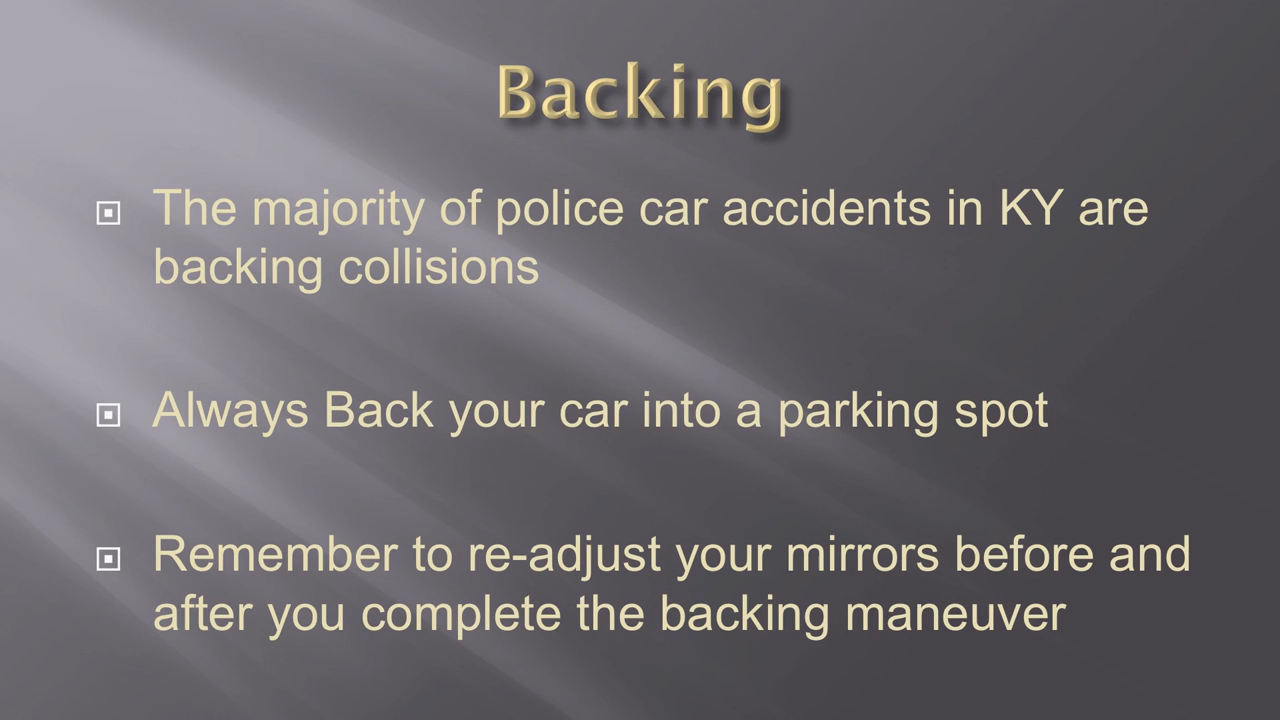 Backing
The majority of police car accidents in KY are
backing collisions
Always Back your car into a parking spot
Remember to re-adjust your mirrors before and
after you complete the backing maneuver